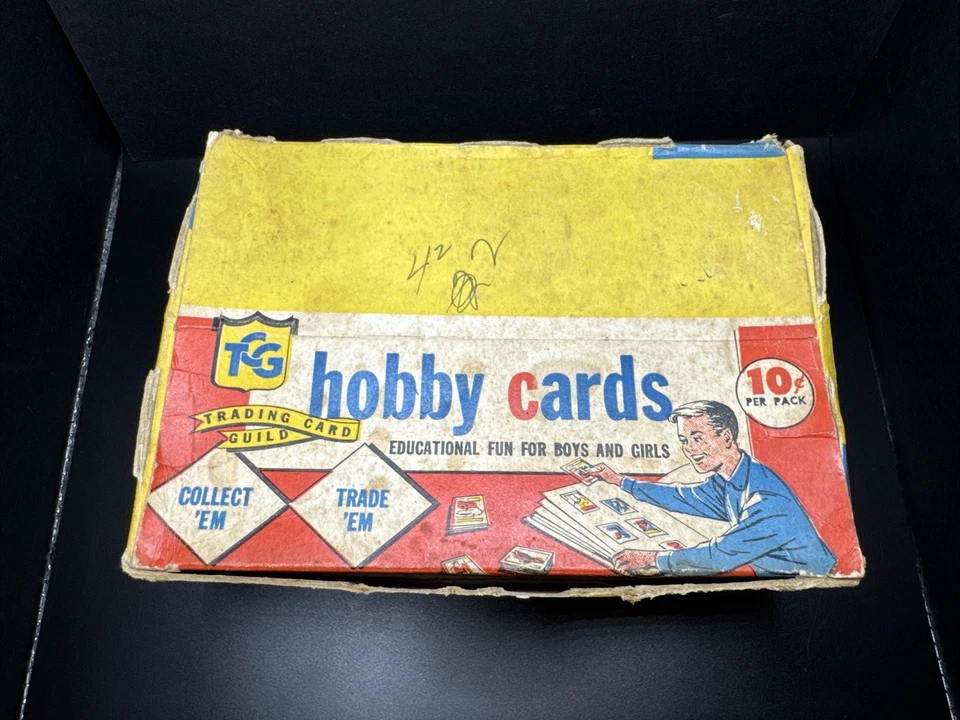 42 2
TCG
TRADING CARD
GUILD
hobby cards
EDUCATIONAL FUN FOR BOYS AND GIRLS
10¢
PER PACK
COLLECT
'EM
TRADE
'EM